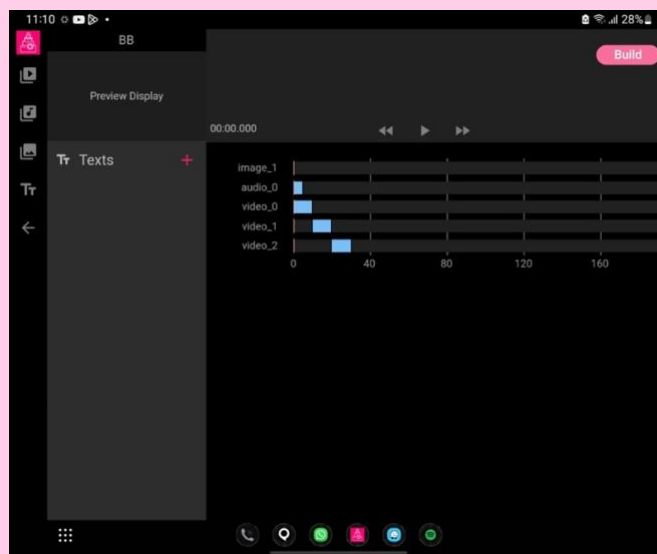 11:10
28%
BB
Build
Preview Display
00:00.000
Texts
image_1
audio_0
video_0
video_1
video_2
0 40 80 120 160